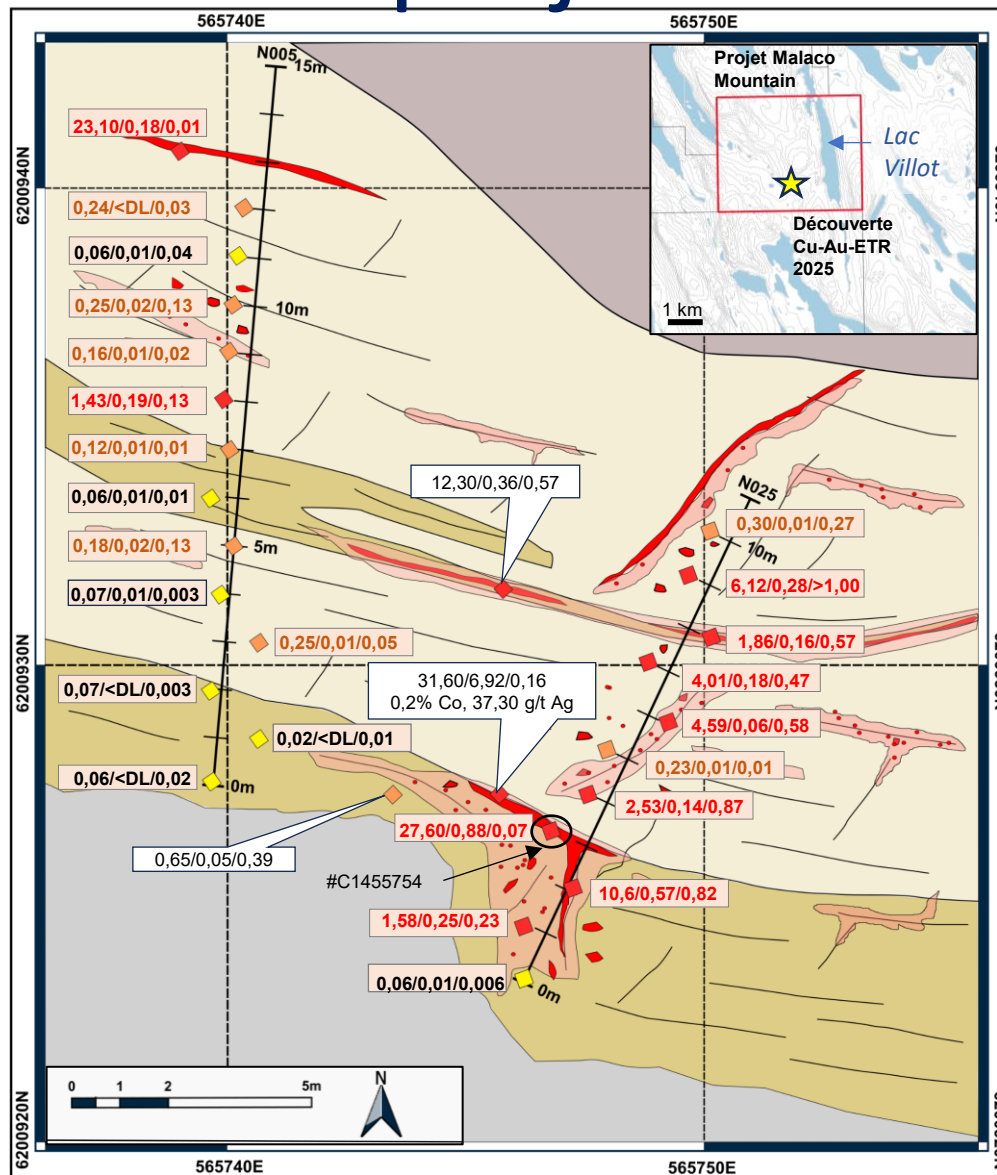 565740E
565750E
N005
15m
Projet Malaco
Mountain
Lac
Villot
Découverte
Cu-Au-ETR
2025
1 km
23,10/0,18/0,01
6200940N
0,24/<DL/0,03
0,06/0,01/0,04
0,25/0,02/0,13
10m
0,16/0,01/0,02
1,43/0,19/0,13
0,12/0,01/0,01
12,30/0,36/0,57
N025
0,06/0,01/0,01
0,30/0,01/0,27
0,18/0,02/0,13
5m
10m
0,07/0,01/0,003
6,12/0,28/>1,00
0,25/0,01/0,05
1,86/0,16/0,57
6200930N
31,60/6,92/0,16
0,2% Co, 37,30 g/t Ag
4,01/0,18/0,47
0,07/<DL/0,003
4,59/0,06/0,58
0,02/<DL/0,01
0,23/0,01/0,01
0,06/<DL/0,02
0m
2,53/0,14/0,87
27,60/0,88/0,07
0,65/0,05/0,39
#C1455754
10,6/0,57/0,82
1,58/0,25/0,23
0,06/0,01/0,006
0m
0 1 2 5m
N
6200920N
565740E
565750E